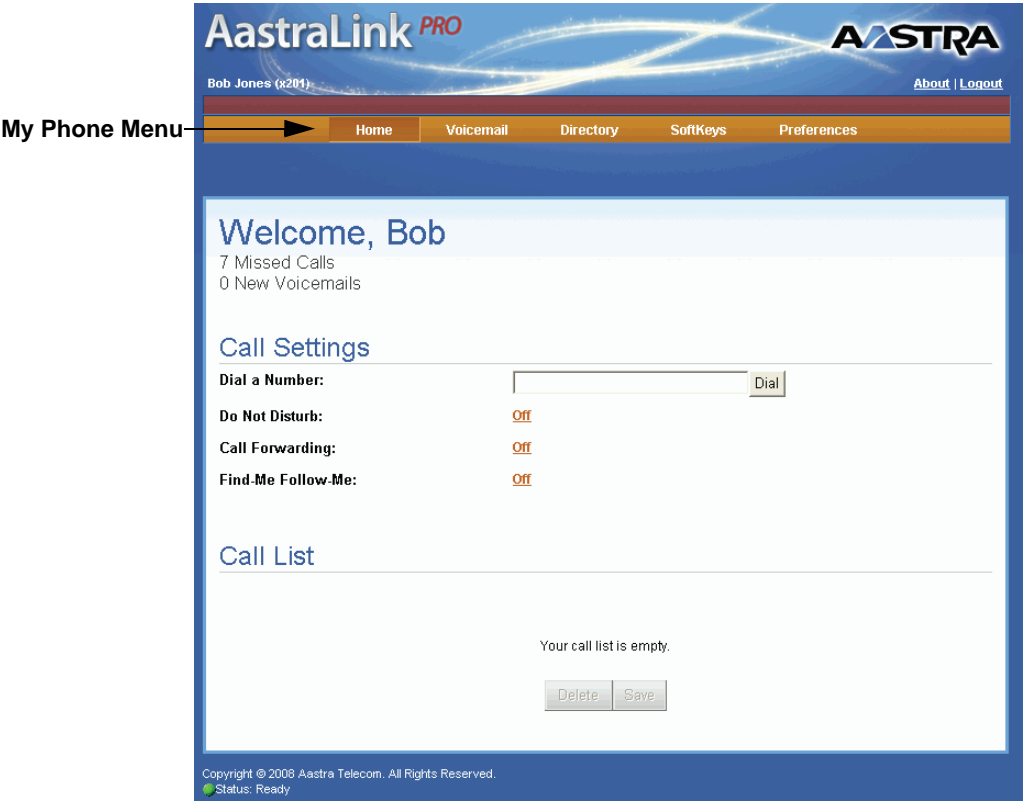 AastraLink PRO
AASTRA
Bob Jones (x201)
About | Logout
My Phone Menu
Home Voicemail Directory SoftKeys Preferences
Welcome, Bob
7 Missed Calls
0 New Voicemails
Call Settings
Dial a Number: Dial
Do Not Disturb: Off
Call Forwarding: Off
Find-Me Follow-Me: Off
Call List
Your call list is empty.
Delete Save
Copyright © 2008 Aastra Telecom. All Rights Reserved.
Status: Ready